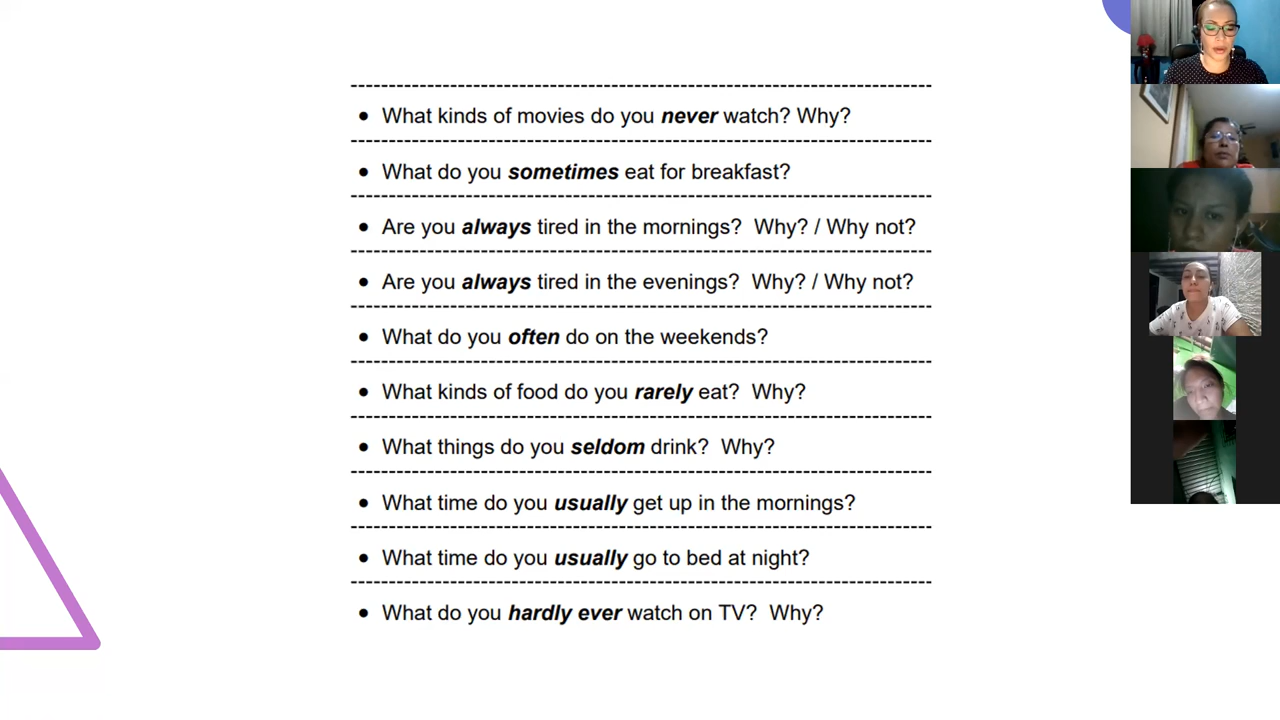 • What kinds of movies do you never watch? Why?
• What do you sometimes eat for breakfast?
• Are you always tired in the mornings? Why? / Why not?
• Are you always tired in the evenings? Why? / Why not?
• What do you often do on the weekends?
• What kinds of food do you rarely eat? Why?
• What things do you seldom drink? Why?
• What time do you usually get up in the mornings?
• What time do you usually go to bed at night?
• What do you hardly ever watch on TV? Why?